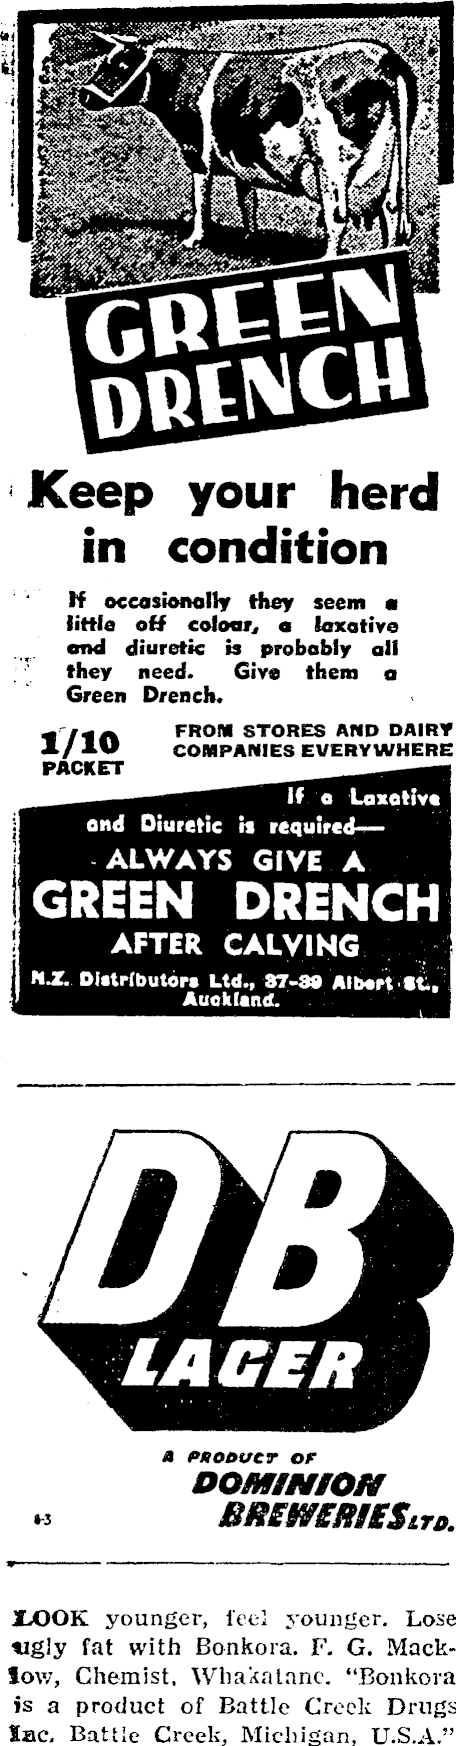 GREEN
DRENCH
Keep your herd
in condition
If occasionally they seem a
little off colour, a laxative
and diuretic is probably all
they need. Give them a
Green Drench.
1/10
PACKET
FROM STORES AND DAIRY
COMPANIES EVERYWHERE
If a Laxative
and Diuretic is required—
ALWAYS GIVE A
GREEN DRENCH
AFTER CALVING
N.Z. Distributors Ltd., 37-39 Albert St.,
Auckland.
DB
LAGER
A PRODUCT OF
DOMINION
BREWERIES LTD.
LOOK younger, feel younger. Lose
ugly fat with Bonkora. F. G. Mack-
low, Chemist, Whakatane. "Bonkora
is a product of Battle Creek Drugs
Inc. Battle Creek, Michigan, U.S.A."